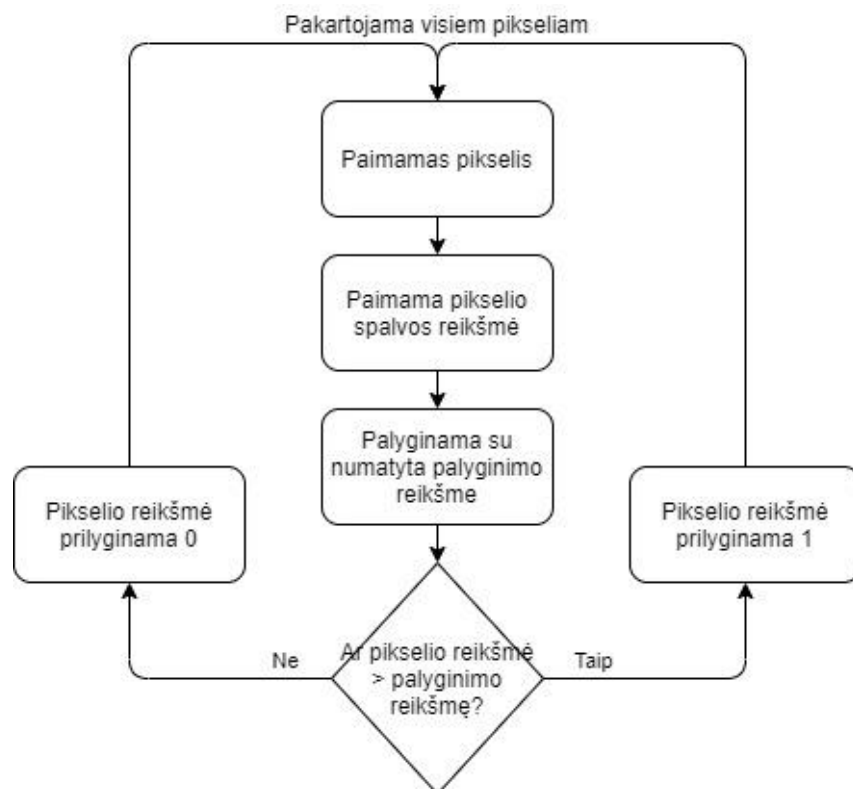 Pakartojama visiem pikseliam
Paimamas pikselis
Paimama pikselio
spalvos reikšmė
Palyginama su
numatyta palyginimo
reikšme
Pikselio reikšmė
prilyginama 0
Pikselio reikšmė
prilyginama 1
Ne
Ar pikselio reikšmė
> palyginimo
reikšmę?
Taip